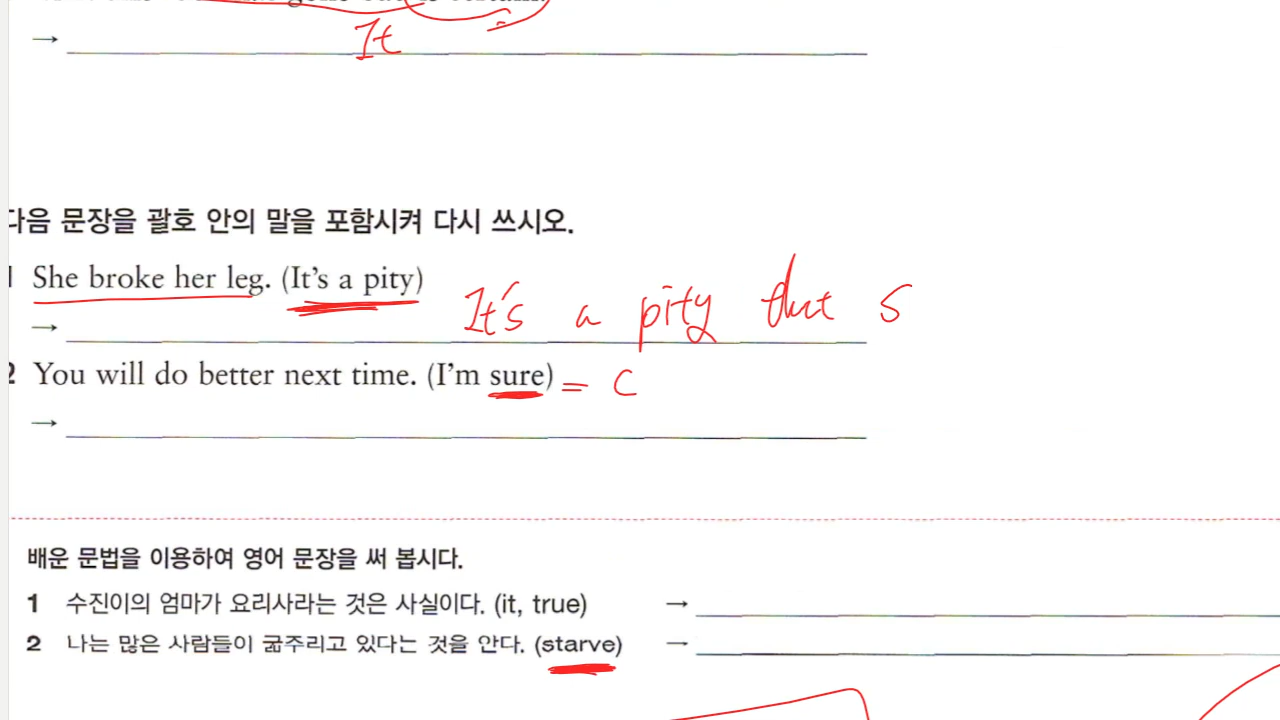 → It
다음 문장을 괄호 안의 말을 포함시켜 다시 쓰시오.
She broke her leg. (It's a pity)
→ It's a pity that s
2 You will do better next time. (I'm sure) = c
→
배운 문법을 이용하여 영어 문장을 써 봅시다.
1 수진이의 엄마가 요리사라는 것은 사실이다. (it, true) →
2 나는 많은 사람들이 굶주리고 있다는 것을 안다. (starve) →